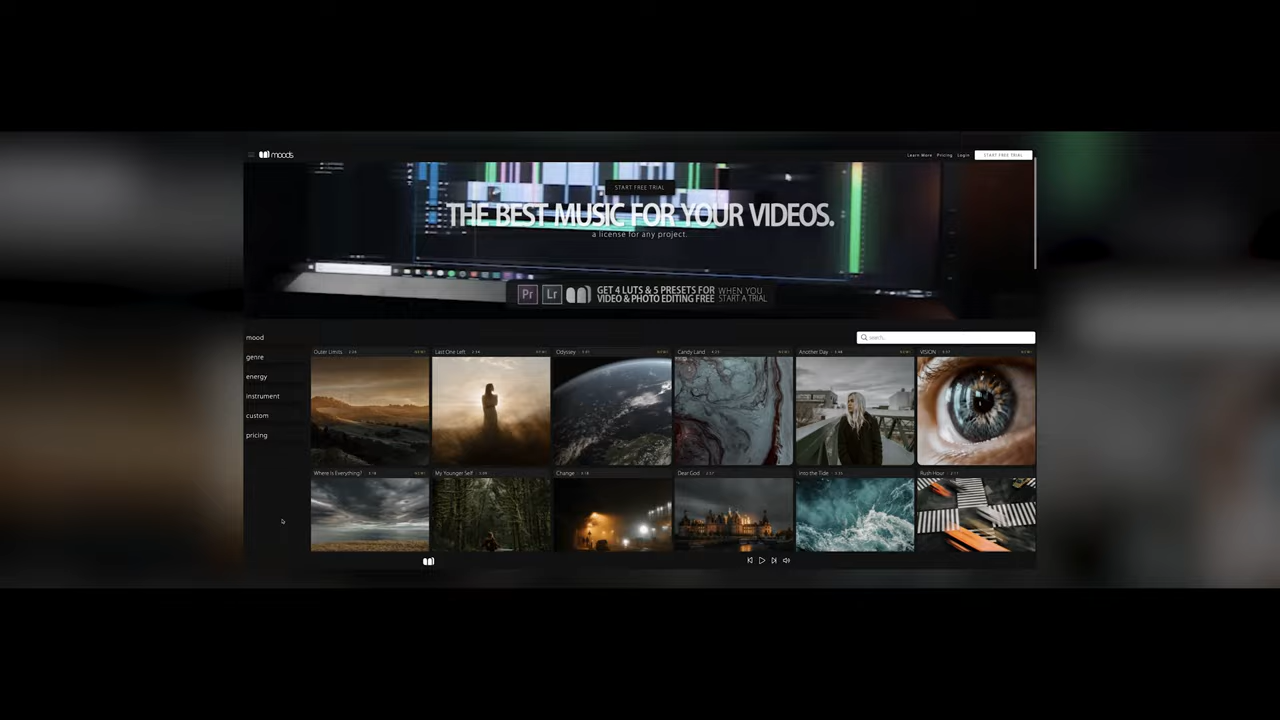 moods
Learn More Pricing Login START FREE TRIAL
START FREE TRIAL
THE BEST MUSIC FOR YOUR VIDEOS.
a license for any project.
Pr Lr GET 4 LUTS & 5 PRESETS FOR WHEN YOU
VIDEO & PHOTO EDITING FREE START A TRIAL
mood
search..
genre
energy
instrument
custom
pricing
Outer Limits
Last One Left
Odyssey
Candy Land
Another Day
VISION
Where Is Everything?
My Younger Self
Change
Dear God
Into the Tide
Rush Hour